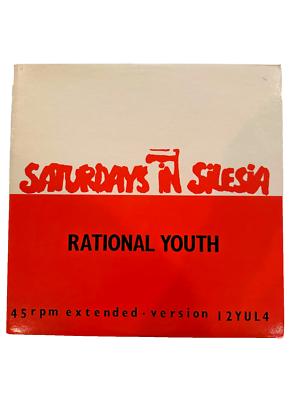 SATURDAYS IN SILESIA
RATIONAL YOUTH
45rpm extended-version 12YUL4